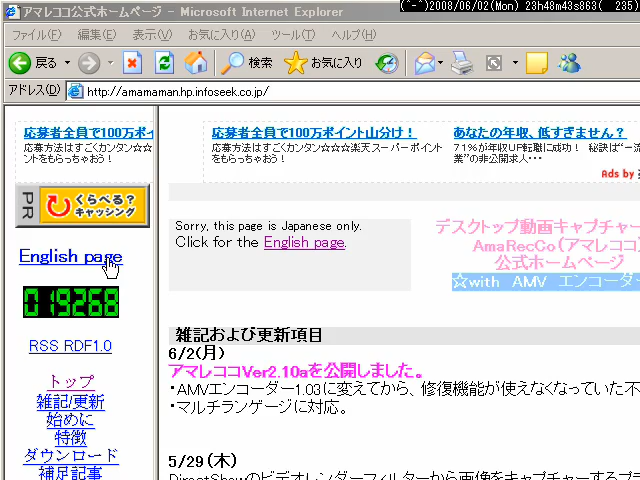 アマレココ公式ホームページ - Microsoft Internet Explorer
(^-^)2008/06/02(Mon) 23h48m43s863( 235)
ファイル(F) 編集(E) 表示(V) お気に入り(A) ツール(T) ヘルプ(H)
戻る 検索 お気に入り
アドレス(D) http://amamaman.hp.infoseek.co.jp/
応募者全員で100万ポイ
応募方法はすごくカンタン☆☆
ントをもらっちゃおう！
応募者全員で100万ポイント山分け！
応募方法はすごくカンタン☆☆☆楽天スーパーポイント
をもらっちゃおう！
あなたの年収、低すぎません？
71%が年収UP転職に成功！ 秘訣は"一流
業"の非公開求人・・・
Ads by
PR くらべる？
キャッシング
English page
019268
RSS RDF1.0
トップ
雑記/更新
始めに
特徴
ダウンロード
補足記事
Sorry, this page is Japanese only.
Click for the English page.
デスクトップ動画キャプチャー
AmaRecCo(アマレココ)
公式ホームページ
☆with AMV エンコーダー
雑記および更新項目
6/2(月)
アマレココVer2.10aを公開しました。
・AMVエンコーダー1.03に変えてから、修復機能が使えなくなっていた不
・マルチランゲージに対応。
5/29(木)
DirectShowのビデオレンダーフィルターから画像をキャプチャーするプラ